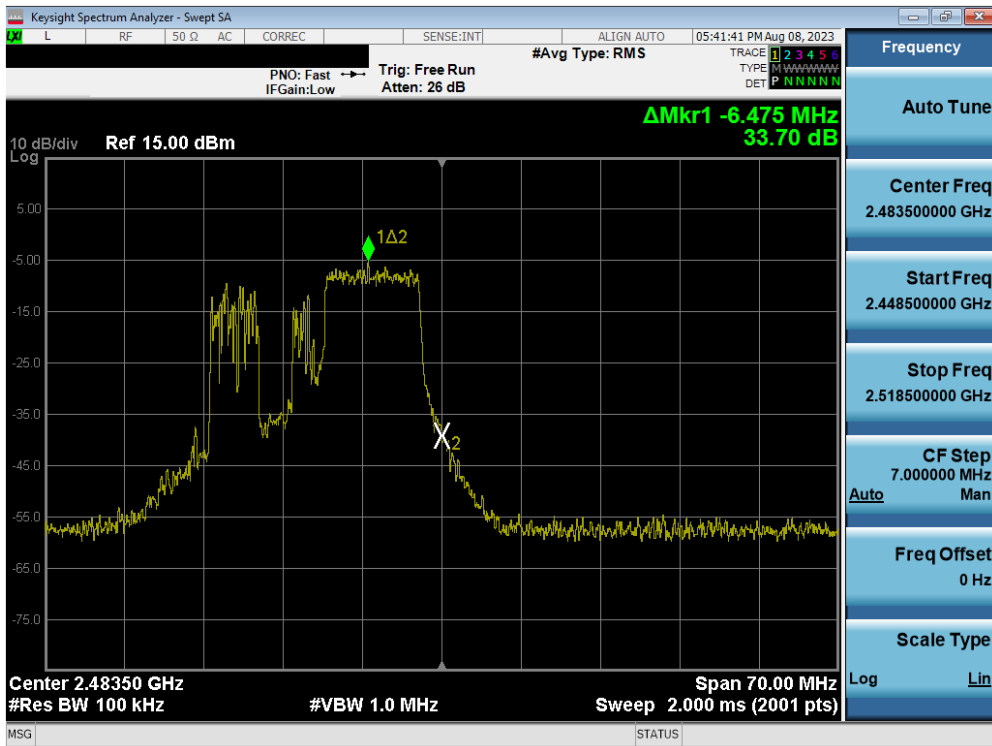 Keysight Spectrum Analyzer - Swept SA
LXI L RF 50 Ω AC CORREC SENSE:INT ALIGN AUTO 05:41:41 PM Aug 08, 2023
#Avg Type: RMS TRACE 1 2 3 4 5 6
PNO: Fast Trig: Free Run TYPE M WWWWW
IFGain:Low Atten: 26 dB DET P N N N N N
ΔMkr1 -6.475 MHz
10 dB/div Ref 15.00 dBm 33.70 dB
Log
5.00
1Δ2
-5.00
-15.0
-25.0
-35.0
X2
-45.0
-55.0
-65.0
-75.0
Center 2.48350 GHz Span 70.00 MHz
#Res BW 100 kHz #VBW 1.0 MHz Sweep 2.000 ms (2001 pts)
MSG STATUS
Frequency
Auto Tune
Center Freq
2.483500000 GHz
Start Freq
2.448500000 GHz
Stop Freq
2.518500000 GHz
CF Step
7.000000 MHz
Auto Man
Freq Offset
0 Hz
Scale Type
Log Lin